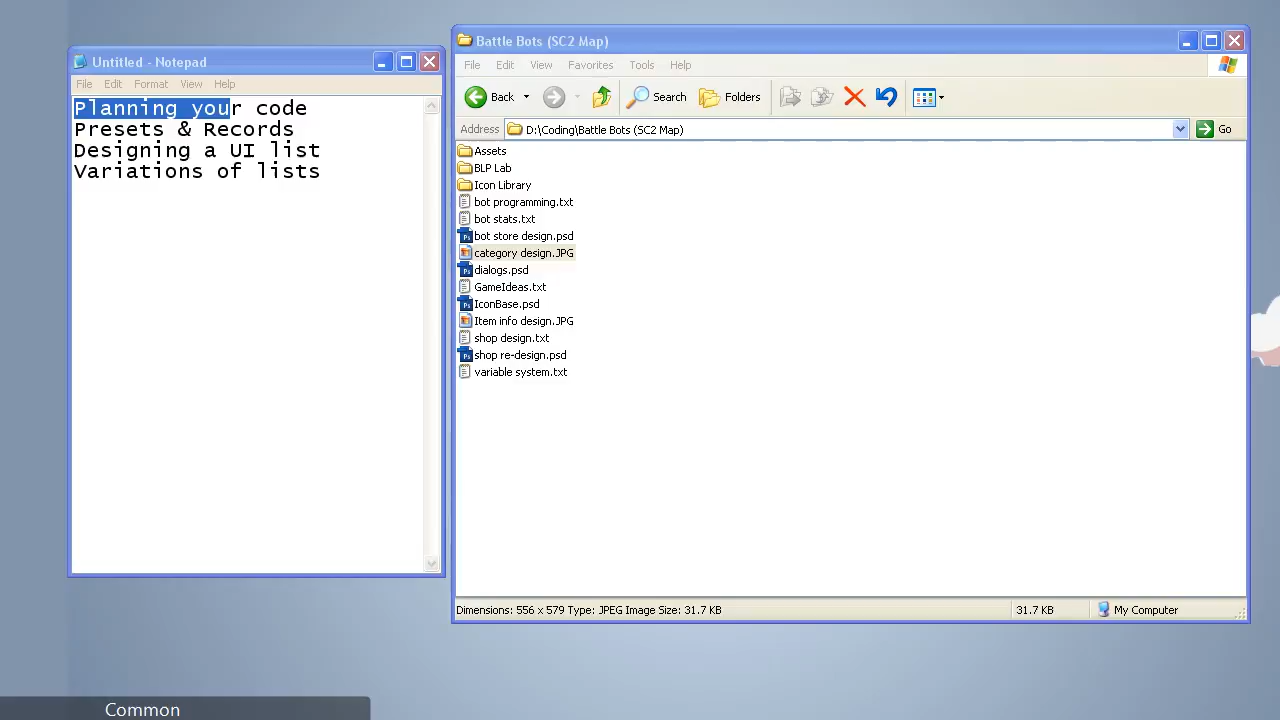 Untitled - Notepad
File Edit Format View Help
Planning your code
Presets & Records
Designing a UI list
Variations of lists
Battle Bots (SC2 Map)
File Edit View Favorites Tools Help
Back Search Folders
Address D:\Coding\Battle Bots (SC2 Map) Go
Assets
BLP Lab
Icon Library
bot programming.txt
bot stats.txt
bot store design.psd
category design.JPG
dialogs.psd
GameIdeas.txt
IconBase.psd
Item info design.JPG
shop design.txt
shop re-design.psd
variable system.txt
Dimensions: 556 x 579 Type: JPEG Image Size: 31.7 KB 31.7 KB My Computer
Common